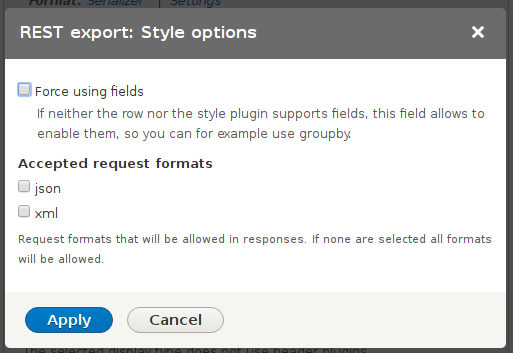 Format: Serializer | Settings
REST export: Style options
Force using fields
If neither the row nor the style plugin supports fields, this field allows to
enable them, so you can for example use groupby.
Accepted request formats
json
xml
Request formats that will be allowed in responses. If none are selected all formats
will be allowed.
Apply Cancel
The selected display type does not use header plugins